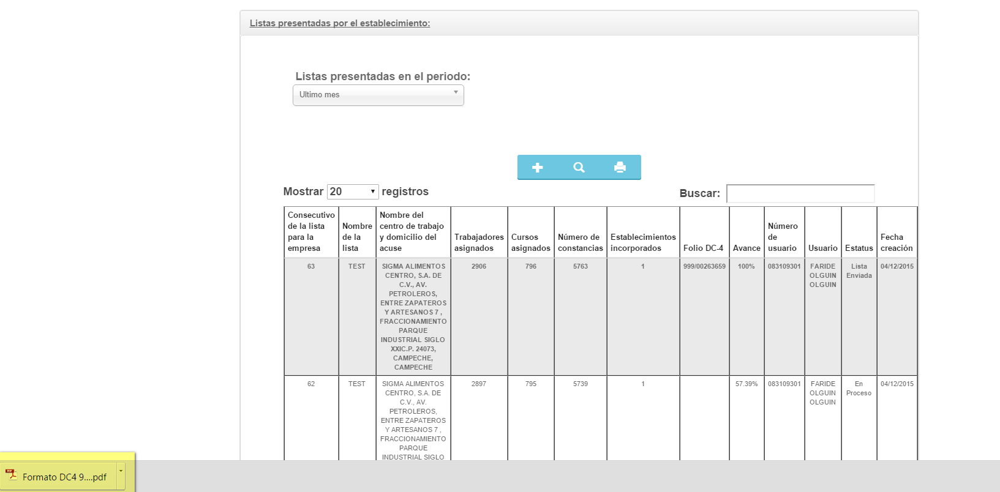 Listas presentadas por el establecimiento:
Listas presentadas en el periodo:
Ultimo mes
Mostrar 20 registros
Buscar:
Consecutivo
de la lista
para la
empresa
Nombre
de la
lista
Nombre del
centro de trabajo
y domicilio del
acuse
Trabajadores
asignados
Cursos
asignados
Número de
constancias
Establecimientos
incorporados
Folio DC-4
Avance
Número
de
usuario
Usuario
Estatus
Fecha
creación
63
TEST
SIGMA ALIMENTOS
CENTRO, S.A. DE
C.V., AV.
PETROLEROS,
ENTRE ZAPATEROS
Y ARTESANOS 7 ,
FRACCIONAMIENTO
PARQUE
INDUSTRIAL SIGLO
XXIC.P. 24073,
CAMPECHE,
CAMPECHE
2906
796
5763
1
999/00263659
100%
083109301
FARIDE
OLGUIN
OLGUIN
Lista
Enviada
04/12/2015
62
TEST
SIGMA ALIMENTOS
CENTRO, S.A. DE
C.V., AV.
PETROLEROS,
ENTRE ZAPATEROS
Y ARTESANOS 7 ,
FRACCIONAMIENTO
PARQUE
INDUSTRIAL SIGLO
2897
795
5739
1
57.39%
083109301
FARIDE
OLGUIN
OLGUIN
En
Proceso
04/12/2015
Formato DC4 9....pdf